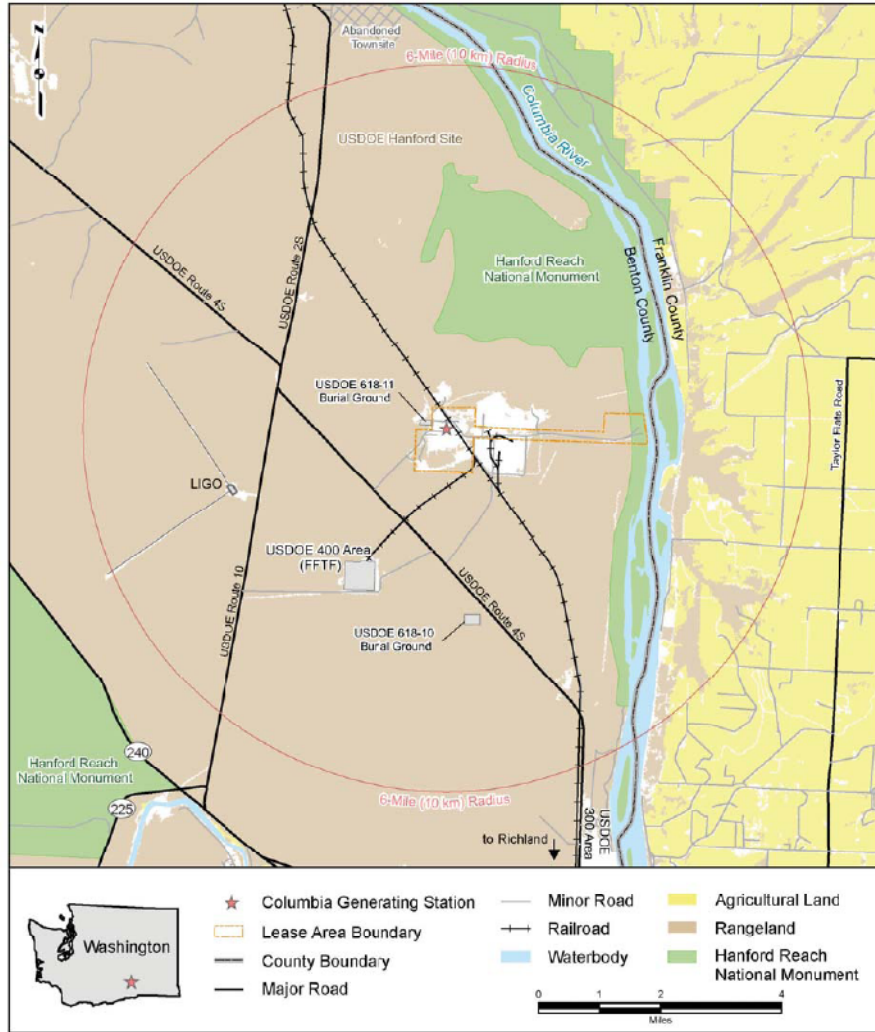 Z
Abandoned
Townsite
6-Mile (10 km) Radius
Columbia River
USDOE Hanford Site
USDOE Route 4S
USDOE Route 2S
Hanford Reach
National Monument
Franklin County
Benton County
USDOE 618-11
Burial Ground
Taylor Flats Road
LIGO
USDOE 400 Area
(FFTF)
USDOE Route 10
USDOE Route 4S
USDOE 618-10
Burial Ground
240
Hanford Reach
National Monument
225
6-Mile (10 km) Radius
to Richland
USDOE
300 Area
Washington
Columbia Generating Station
Lease Area Boundary
County Boundary
Major Road
Minor Road
Railroad
Waterbody
Agricultural Land
Rangeland
Hanford Reach
National Monument
0 1 2 4
Miles